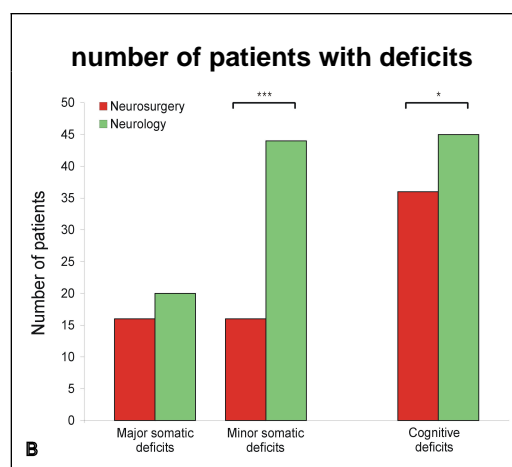 number of patients with deficits
Neurosurgery
Neurology
***
*
Number of patients
50
45
40
35
30
25
20
15
10
5
0
Major somatic
deficits
Minor somatic
deficits
Cognitive
deficits
B